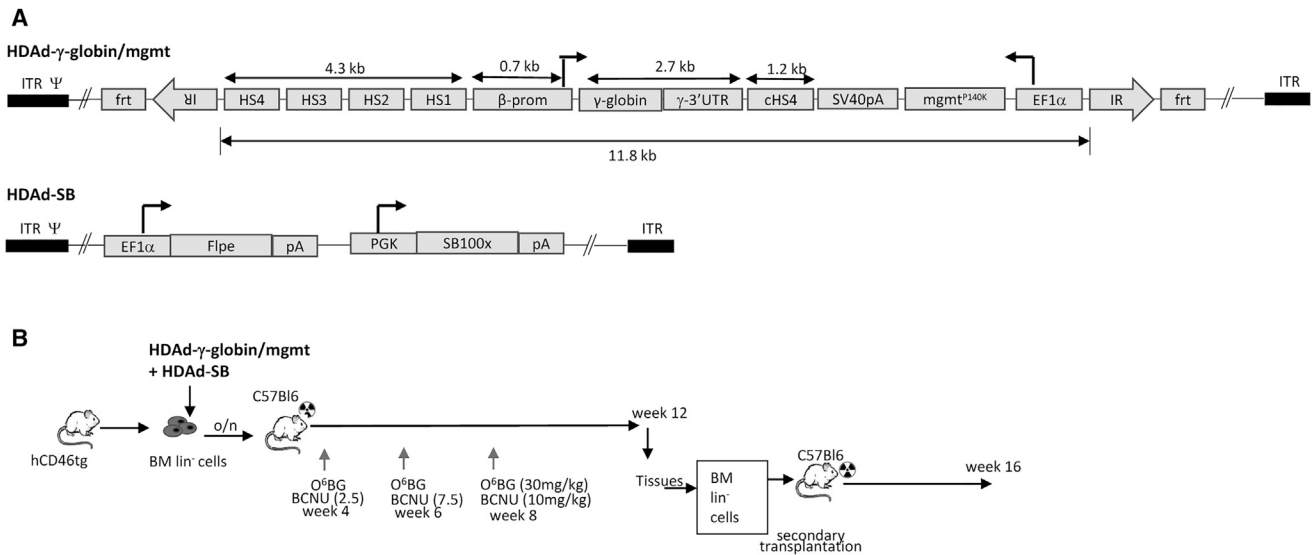 A
HDAd-γ-globin/mgmt
ITR Ψ
4.3 kb
0.7 kb
2.7 kb
1.2 kb
ITR
frt
IR
HS4
HS3
HS2
HS1
β-prom
γ-globin
γ-3’UTR
cHS4
SV40pA
mgmtᴾ¹⁴⁰ᴷ
EF1α
IR
frt
11.8 kb
HDAd-SB
ITR Ψ
EF1α
Flpe
pA
PGK
SB100x
pA
ITR
B
HDAd-γ-globin/mgmt
+ HDAd-SB
hCD46tg
BM lin⁻ cells
o/n
C57Bl6
O⁶BG
BCNU (2.5)
week 4
O⁶BG
BCNU (7.5)
week 6
O⁶BG (30mg/kg)
BCNU (10mg/kg)
week 8
week 12
Tissues
BM
lin⁻
cells
C57Bl6
secondary
transplantation
week 16